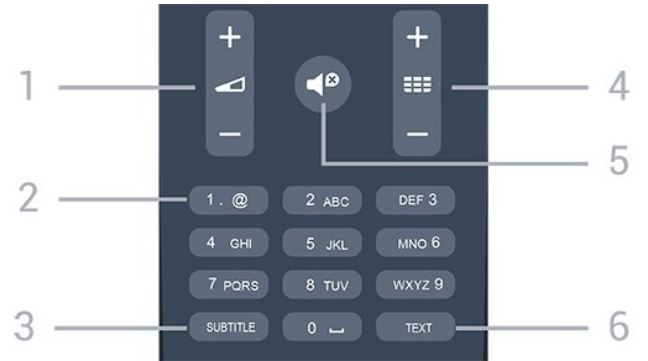 + +
1 4
- -
5
2 1 . @ 2 ABC DEF 3
4 GHI 5 JKL MNO 6
7 PQRS 8 TUV WXYZ 9
3 SUBTITLE 0 ⎵ TEXT 6